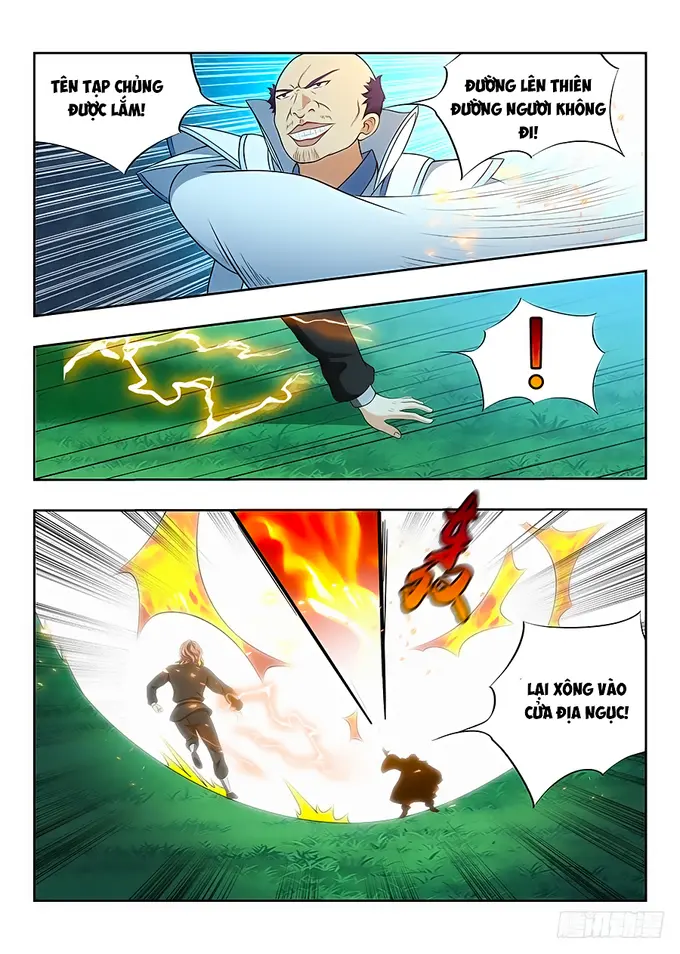 TÊN TẠP CHỦNG
ĐƯỢC LẮM!
ĐƯỜNG LÊN THIÊN
ĐƯỜNG NGƯƠI KHÔNG
ĐI!
!
LẠI XÔNG VÀO
CỬA ĐỊA NGỤC!